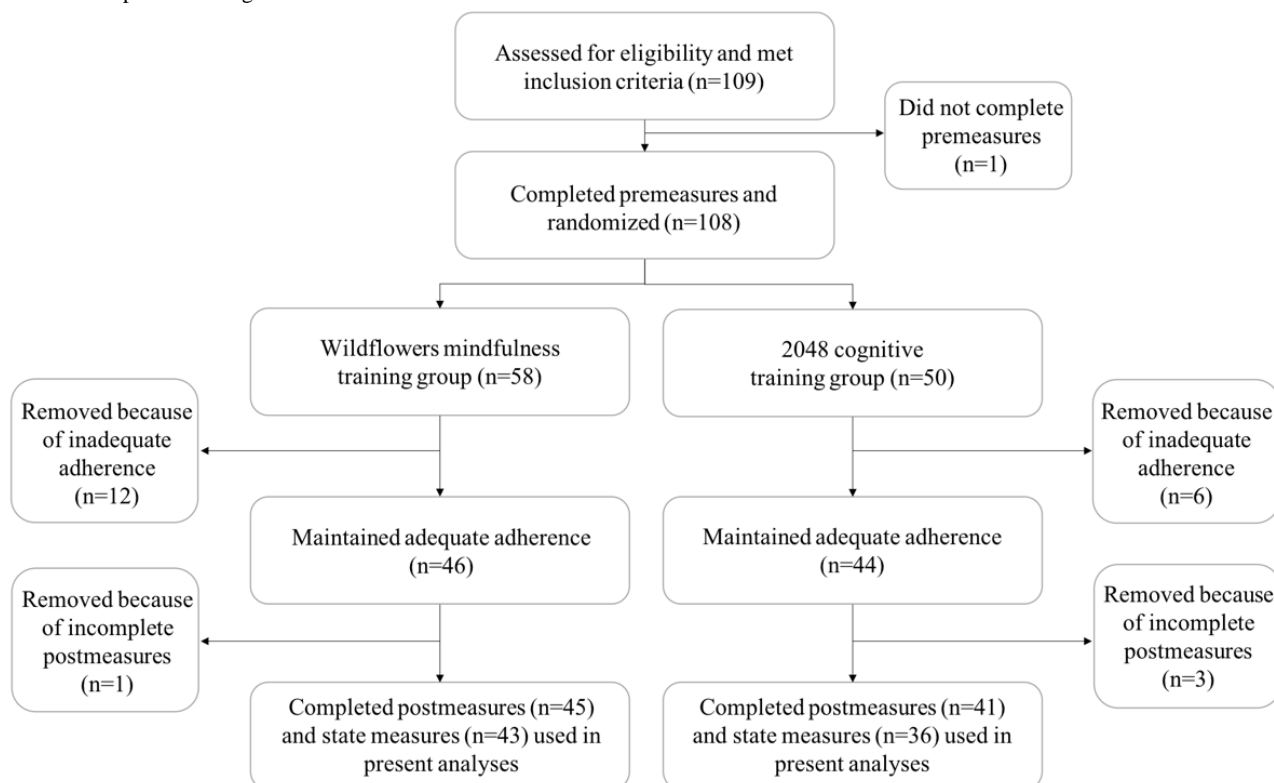 Assessed for eligibility and met
inclusion criteria (n=109)
Did not complete
premeasures
(n=1)
Completed premeasures and
randomized (n=108)
Wildflowers mindfulness
training group (n=58)
2048 cognitive
training group (n=50)
Removed because
of inadequate
adherence
(n=12)
Removed because
of inadequate
adherence
(n=6)
Maintained adequate adherence
(n=46)
Maintained adequate adherence
(n=44)
Removed because
of incomplete
postmeasures
(n=1)
Removed because
of incomplete
postmeasures
(n=3)
Completed postmeasures (n=45)
and state measures (n=43) used in
present analyses
Completed postmeasures (n=41)
and state measures (n=36) used in
present analyses